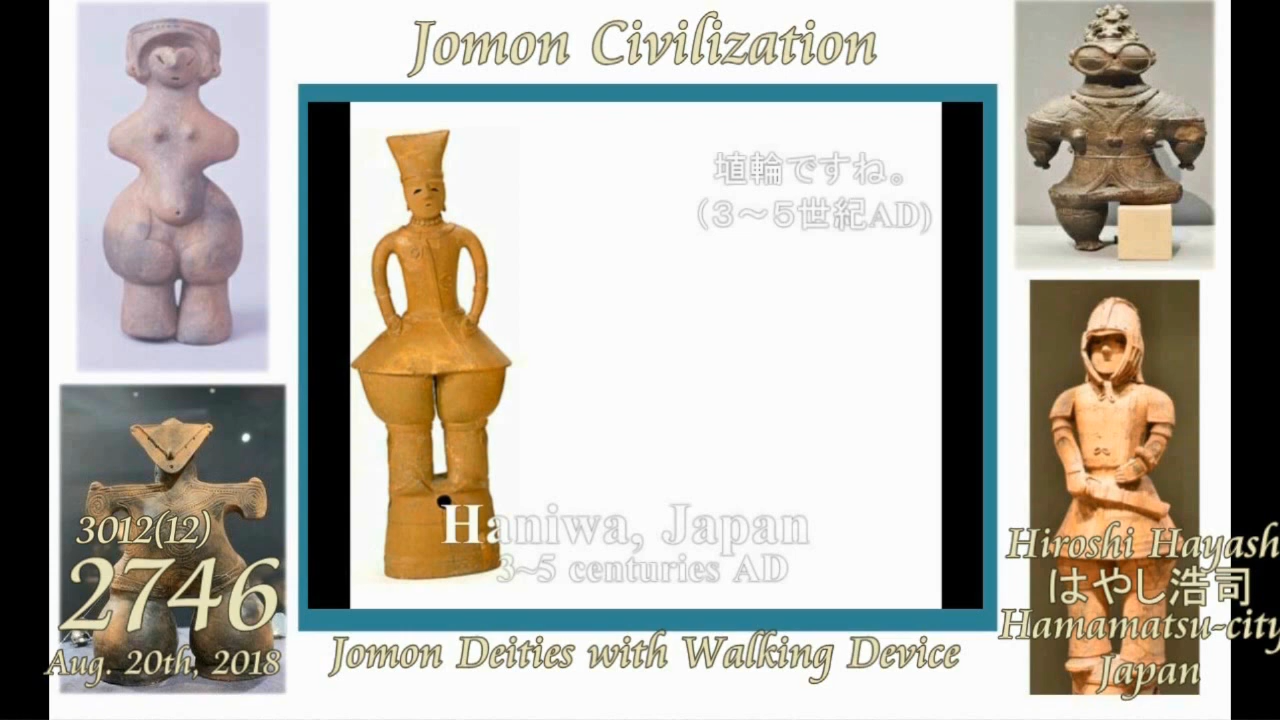 Jomon Civilization
埴輪ですね。
(３～５世紀AD)
Haniwa, Japan
3~5 centuries AD
3012(12)
2746
Aug. 20th, 2018
Jomon Deities with Walking Device
Hiroshi Hayash
はやし浩司
Hamamatsu-city
Japan